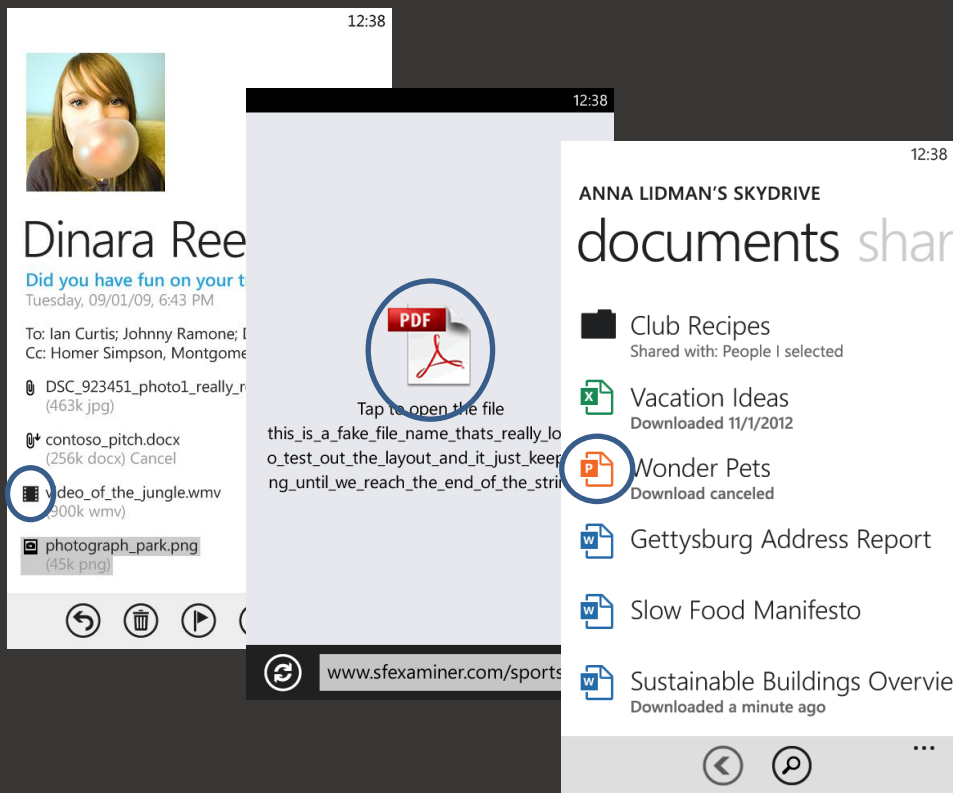 12:38
Dinara Ree
Did you have fun on your t
Tuesday, 09/01/09, 6:43 PM
To: Ian Curtis; Johnny Ramone;
Cc: Homer Simpson, Montgome
DSC_923451_photo1_really_r
(463k jpg)
contoso_pitch.docx
(256k docx) Cancel
video_of_the_jungle.wmv
(900k wmv)
photograph_park.png
(45k png)
12:38
PDF
Tap to open the file
this_is_a_fake_file_name_thats_really_lo
o_test_out_the_layout_and_it_just_keep
ng_until_we_reach_the_end_of_the_strin
www.sfexaminer.com/sports
12:38
ANNA LIDMAN'S SKYDRIVE
documents shar
Club Recipes
Shared with: People I selected
X
Vacation Ideas
Downloaded 11/1/2012
P
Wonder Pets
Download canceled
W
Gettysburg Address Report
W
Slow Food Manifesto
W
Sustainable Buildings Overvie
Downloaded a minute ago